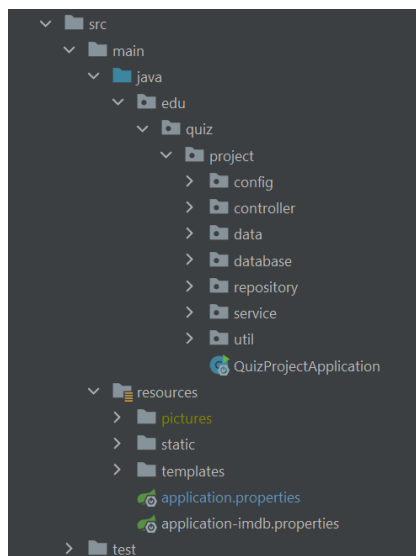 src
main
java
edu
quiz
project
config
controller
data
database
repository
service
util
QuizProjectApplication
resources
pictures
static
templates
application.properties
application-imdb.properties
test